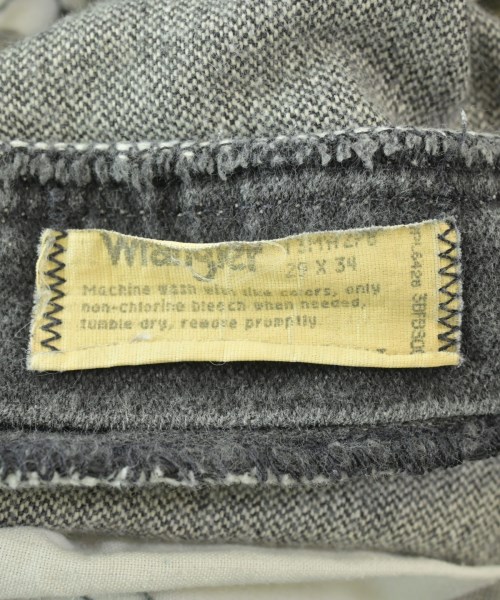 Wrangler
29 X 34
Machine wash with like colors, only
non-chlorine bleach when needed,
tumble dry, remove promptly